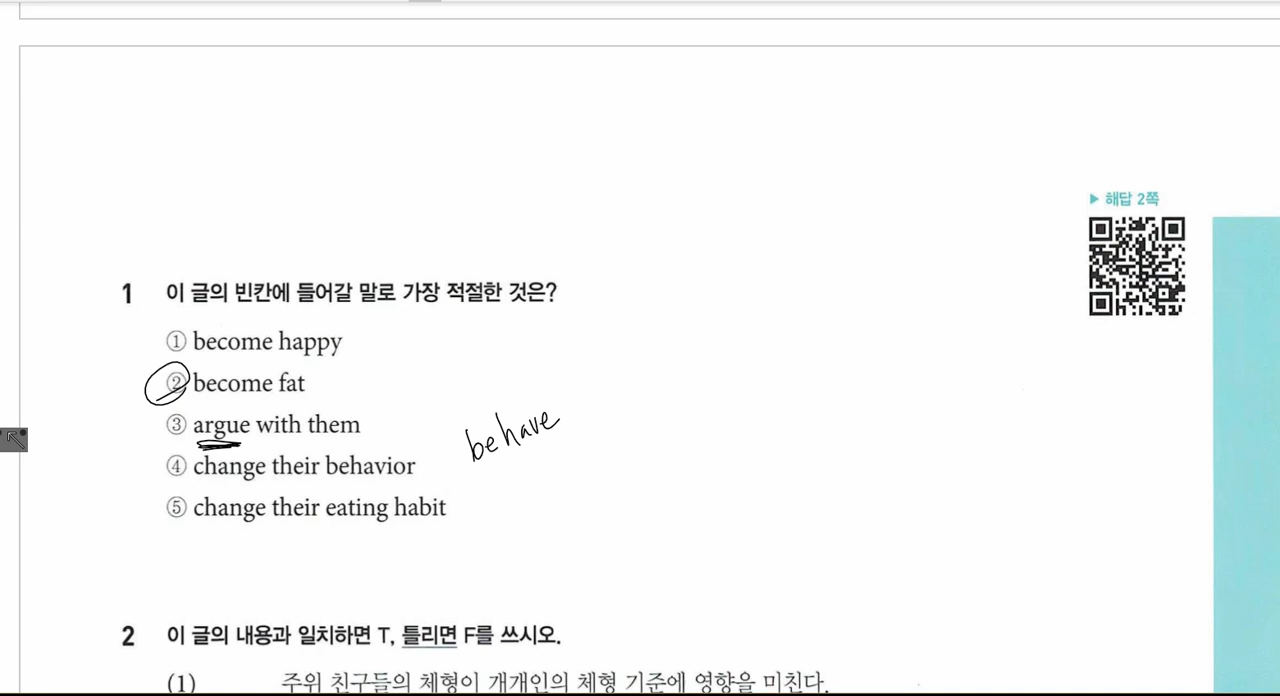 ▶ 해답 2쪽
1 이 글의 빈칸에 들어갈 말로 가장 적절한 것은?
① become happy
② become fat
③ argue with them
behave
④ change their behavior
⑤ change their eating habit
2 이 글의 내용과 일치하면 T, 틀리면 F를 쓰시오.
(1) 주위 친구들의 체형이 개개인의 체형 기준에 영향을 미친다.